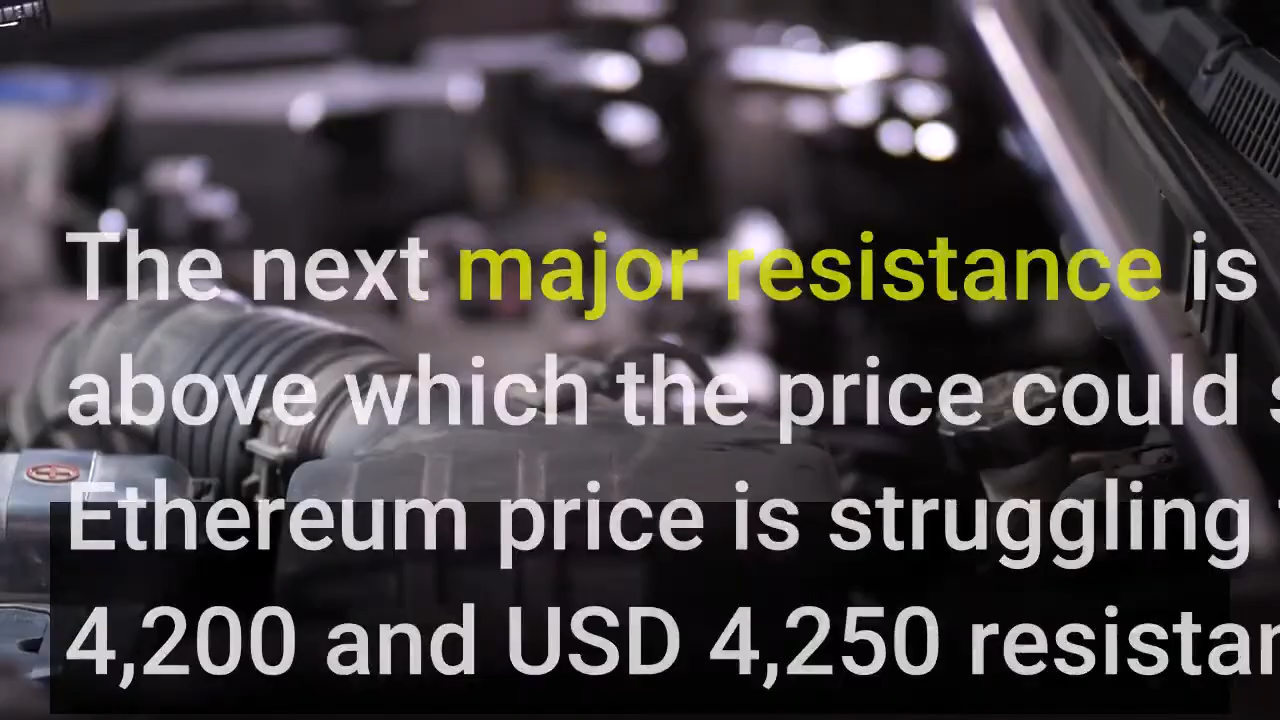 The next major resistance is
above which the price could
Ethereum price is struggling
4,200 and USD 4,250